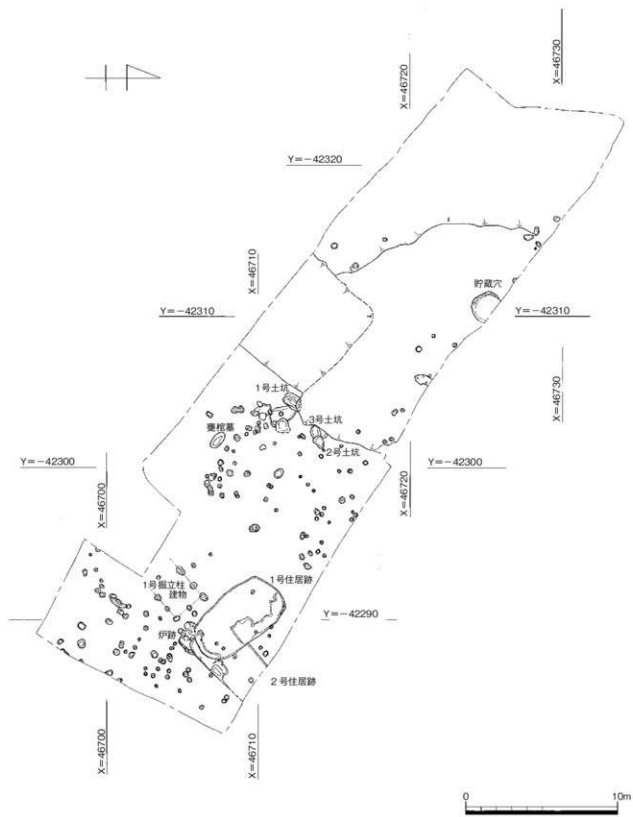 X=46730
X=46720
Y=-42320
X=46710
貯蔵穴
Y=-42310
Y=-42310
X=46730
1号土坑
3号土坑
甕棺墓
2号土坑
Y=-42300
Y=-42300
X=46700
X=46720
1号掘立柱
建物
1号住居跡
Y=-42290
炉跡
2号住居跡
X=46700
X=46710
0
10m